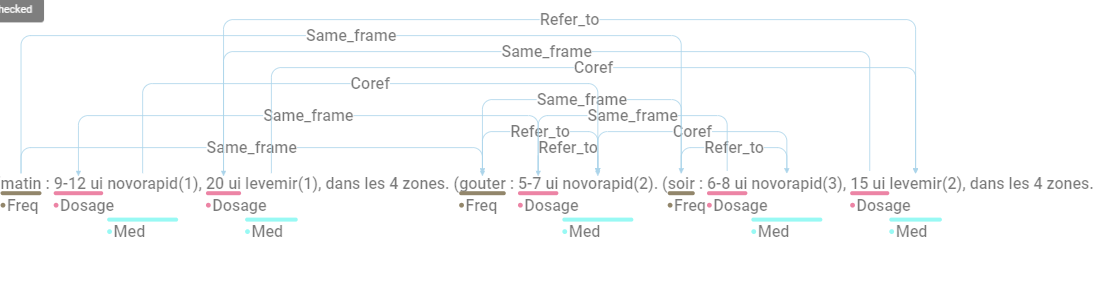 hecked
Refer_to
Same_frame
Same_frame
Coref
Coref
Same_frame
Same_frame Same_frame
Refer_to Coref
Same_frame Refer_to Refer_to
matin : 9-12 ui novorapid(1), 20 ui levemir(1), dans les 4 zones. (gouter : 5-7 ui novorapid(2). (soir : 6-8 ui novorapid(3), 15 ui levemir(2), dans les 4 zones.
•Freq •Dosage •Dosage •Freq •Dosage •Freq •Dosage •Dosage
•Med •Med •Med •Med •Med